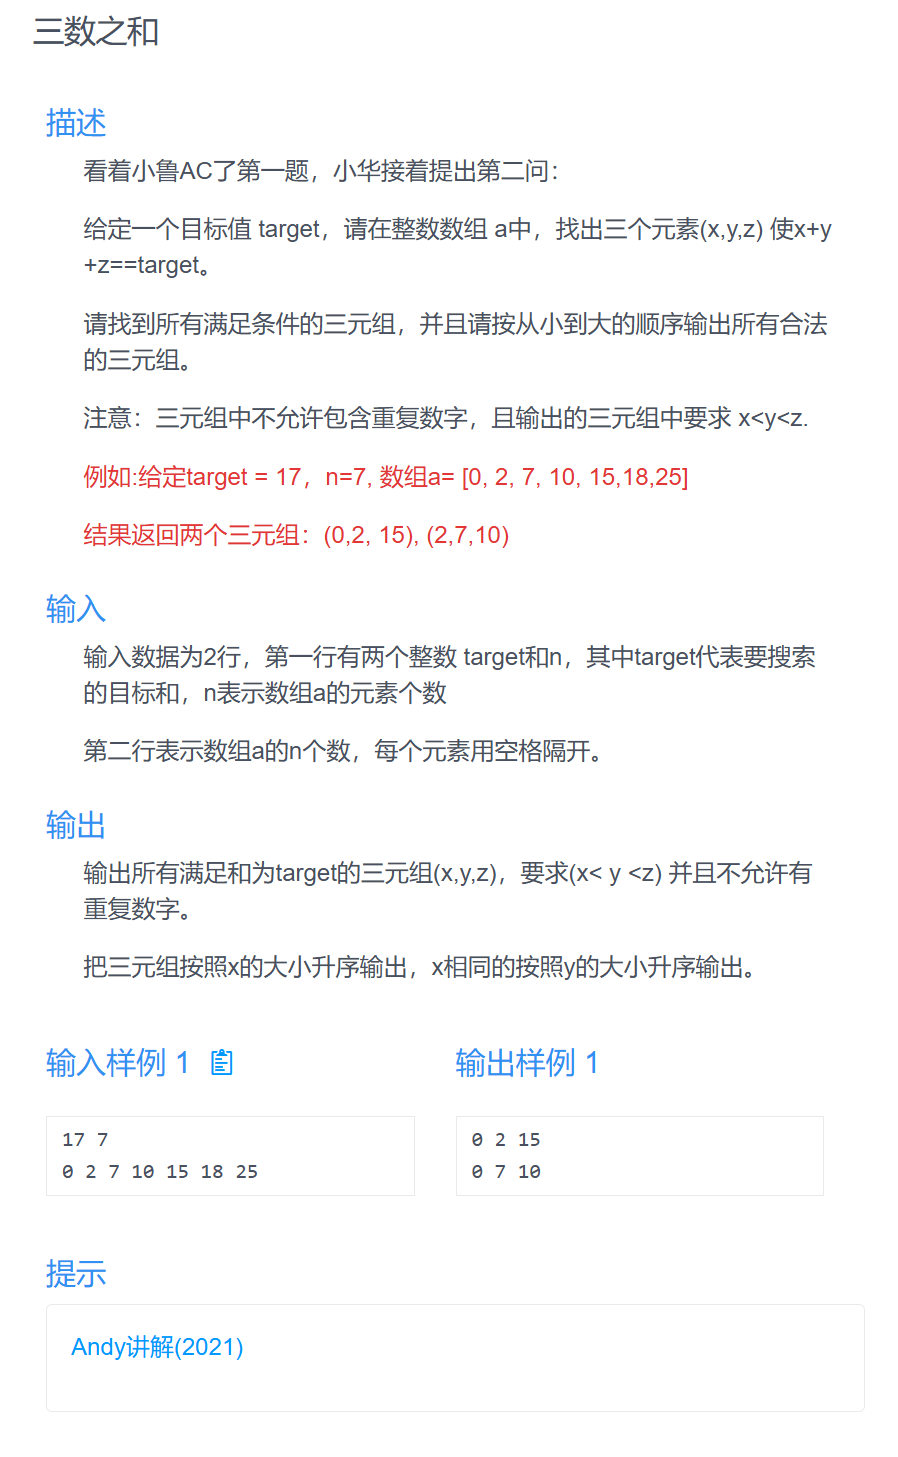 三数之和
描述
看着小鲁AC了第一题，小华接着提出第二问：
给定一个目标值 target，请在整数数组 a中，找出三个元素(x,y,z) 使x+y
+z==target。
请找到所有满足条件的三元组，并且请按从小到大的顺序输出所有合法
的三元组。
注意：三元组中不允许包含重复数字，且输出的三元组中要求 x<y<z.
例如:给定target = 17，n=7, 数组a= [0, 2, 7, 10, 15,18,25]
结果返回两个三元组：(0,2, 15), (2,7,10)
输入
输入数据为2行，第一行有两个整数 target和n，其中target代表要搜索
的目标和，n表示数组a的元素个数
第二行表示数组a的n个数，每个元素用空格隔开。
输出
输出所有满足和为target的三元组(x,y,z)，要求(x< y <z) 并且不允许有
重复数字。
把三元组按照x的大小升序输出，x相同的按照y的大小升序输出。
输入样例 1
17 7
0 2 7 10 15 18 25
输出样例 1
0 2 15
0 7 10
提示
Andy讲解(2021)